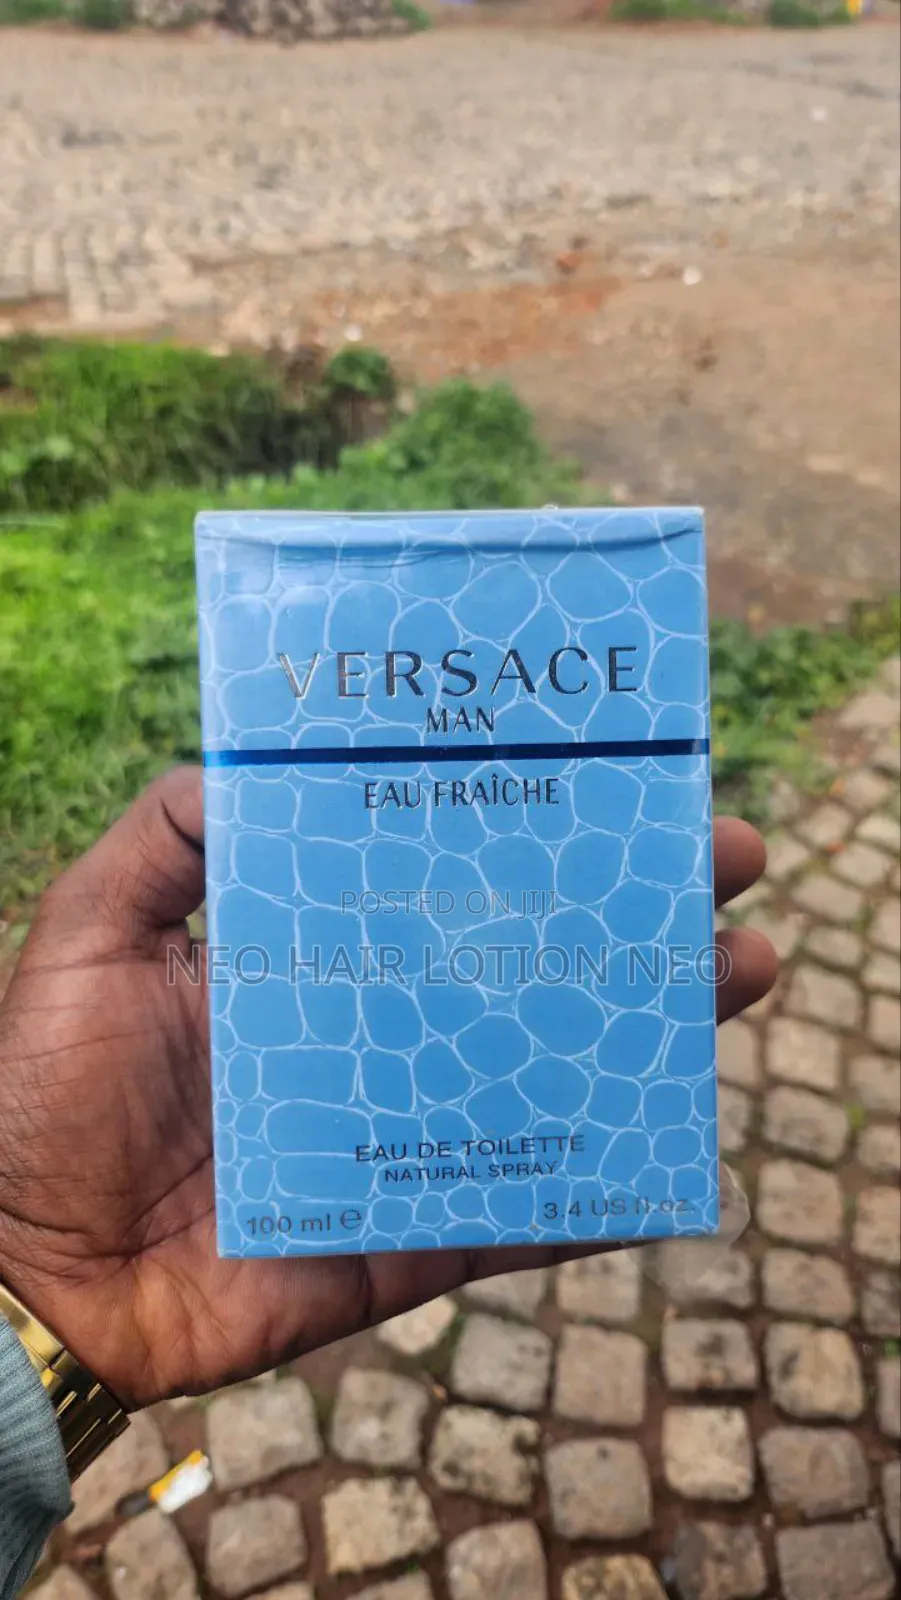 VERSACE
MAN
EAU FRAÎCHE
POSTED ON JIJI
NEO HAIR LOTION NEO
EAU DE TOILETTE
NATURAL SPRAY
100 ml ℮
3.4 US fl.oz.